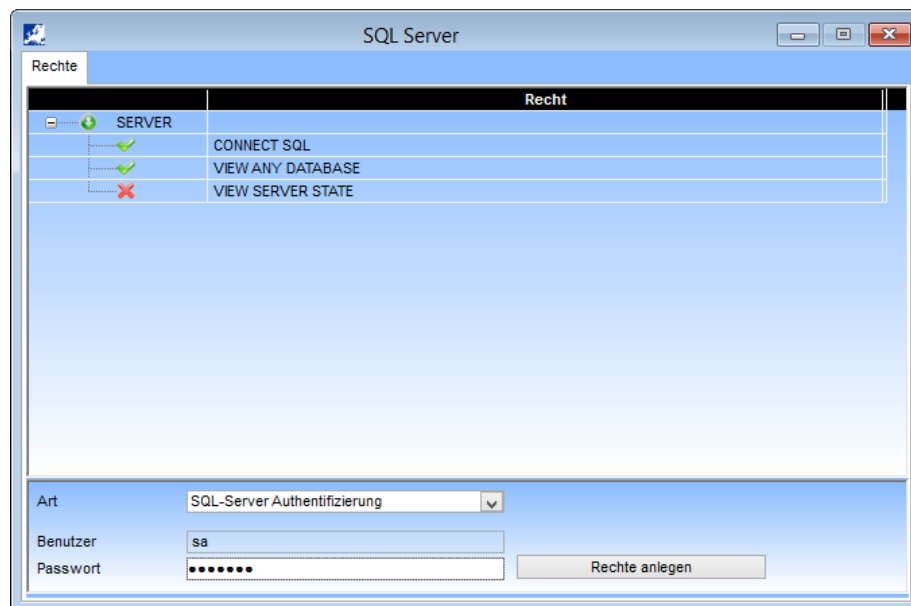 SQL Server
Rechte
Recht
SERVER
CONNECT SQL
VIEW ANY DATABASE
VIEW SERVER STATE
Art SQL-Server Authentifizierung
Benutzer sa
Passwort •••••••
Rechte anlegen